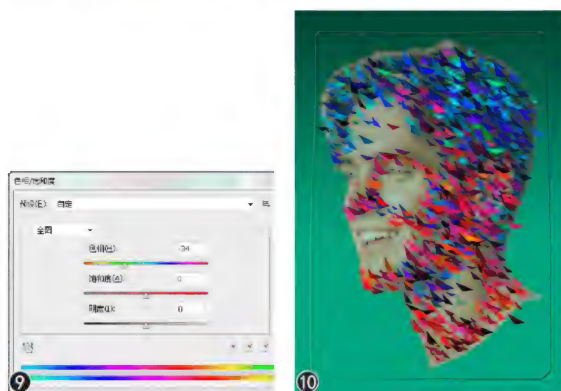 色相/饱和度
预设(E): 自定
全图
色相(H): -34
饱和度(A): 0
明度(I): 0
9
10